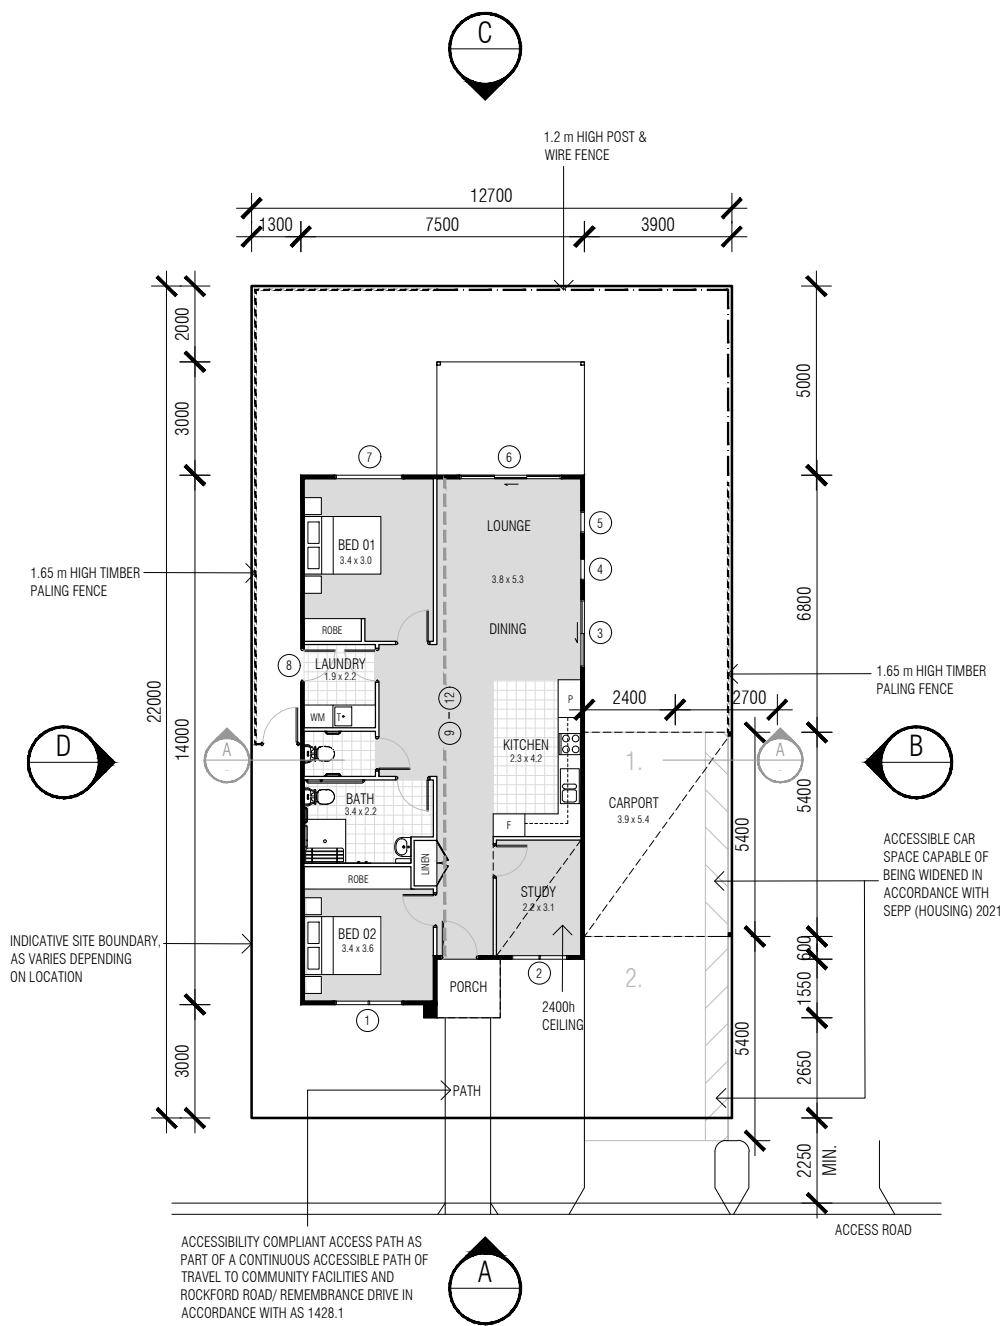 C
1.2 m HIGH POST &
WIRE FENCE
12700
1300
7500
3900
2000
3000
5000
7
6
LOUNGE
5
BED 01
3.4 x 3.0
1.65 m HIGH TIMBER
PALING FENCE
3.8 x 5.3
4
6800
ROBE
DINING
3
8
LAUNDRY
1.9 x 2.2
1.65 m HIGH TIMBER
PALING FENCE
22000
14000
WM
T
12
9
P
2400
2700
D
A
-
KITCHEN
2.3 x 4.2
1.
A
-
B
BATH
3.4 x 2.2
CARPORT
3.9 x 5.4
5400
5400
F
ACCESSIBLE CAR
SPACE CAPABLE OF
BEING WIDENED IN
ACCORDANCE WITH
SEPP (HOUSING) 2021
LINEN
ROBE
STUDY
2.2 x 3.1
BED 02
3.4 x 3.6
INDICATIVE SITE BOUNDARY,
AS VARIES DEPENDING
ON LOCATION
600
1550
PORCH
2
2.
2400h
CEILING
1
5400
2650
3000
PATH
2250
MIN.
ACCESS ROAD
ACCESSIBILITY COMPLIANT ACCESS PATH AS
PART OF A CONTINUOUS ACCESSIBLE PATH OF
TRAVEL TO COMMUNITY FACILITIES AND
ROCKFORD ROAD/ REMEMBRANCE DRIVE IN
ACCORDANCE WITH AS 1428.1
A